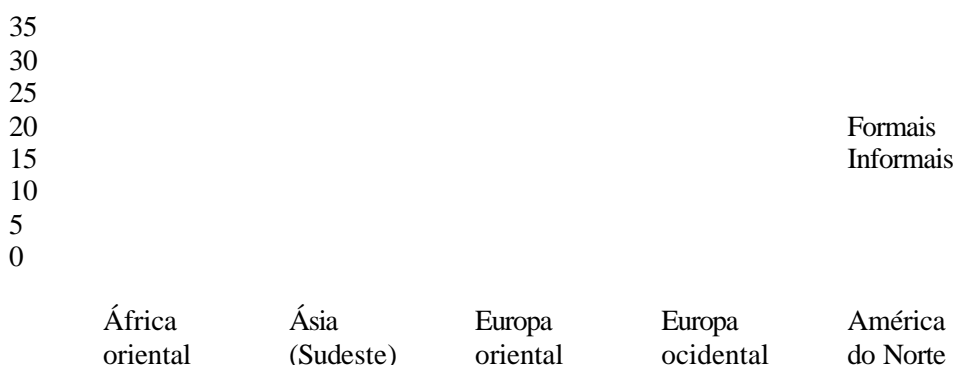 35
30
25
20 Formais
15 Informais
10
5
0
África Ásia Europa Europa América
oriental (Sudeste) oriental ocidental do Norte